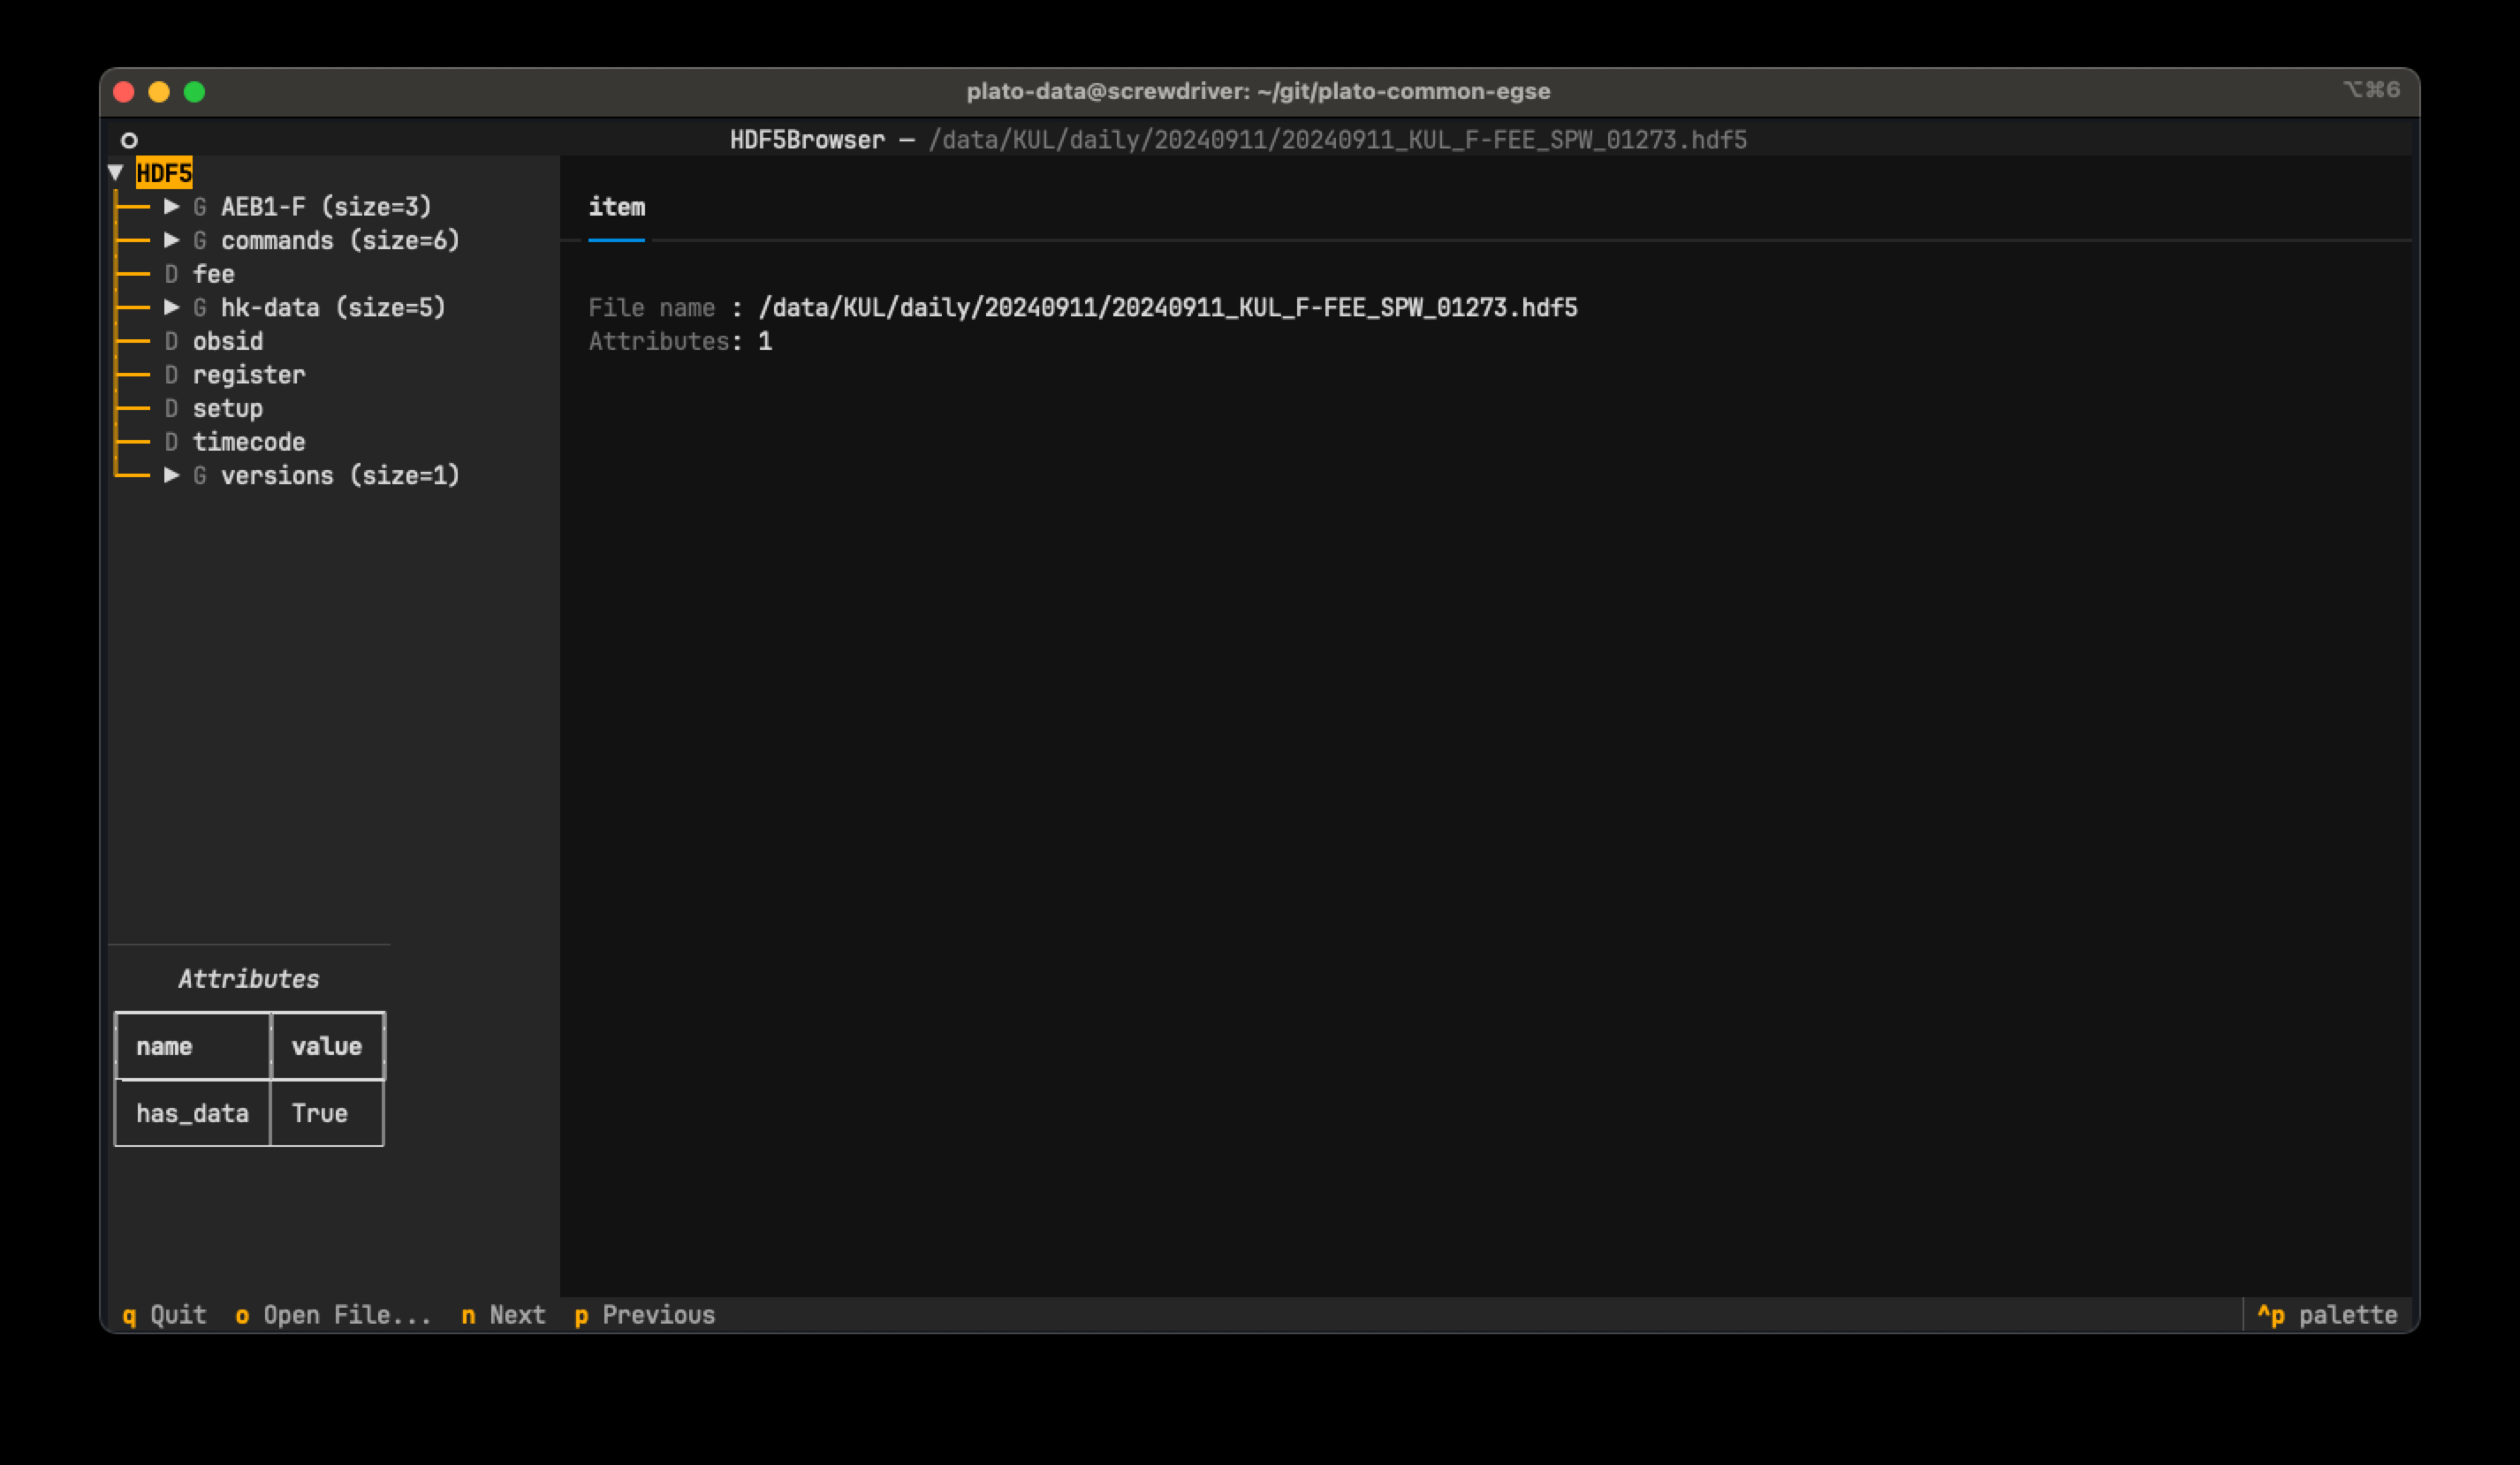 plato-data@screwdriver: ~/git/plato-common-egse
⌥⌘6
HDF5Browser — /data/KUL/daily/20240911/20240911_KUL_F-FEE_SPW_01273.hdf5
▼ HDF5
▶ G AEB1-F (size=3)
▶ G commands (size=6)
D fee
▶ G hk-data (size=5)
D obsid
D register
D setup
D timecode
▶ G versions (size=1)
item
File name : /data/KUL/daily/20240911/20240911_KUL_F-FEE_SPW_01273.hdf5
Attributes: 1
Attributes
name value
has_data True
q Quit o Open File... n Next p Previous
^p palette